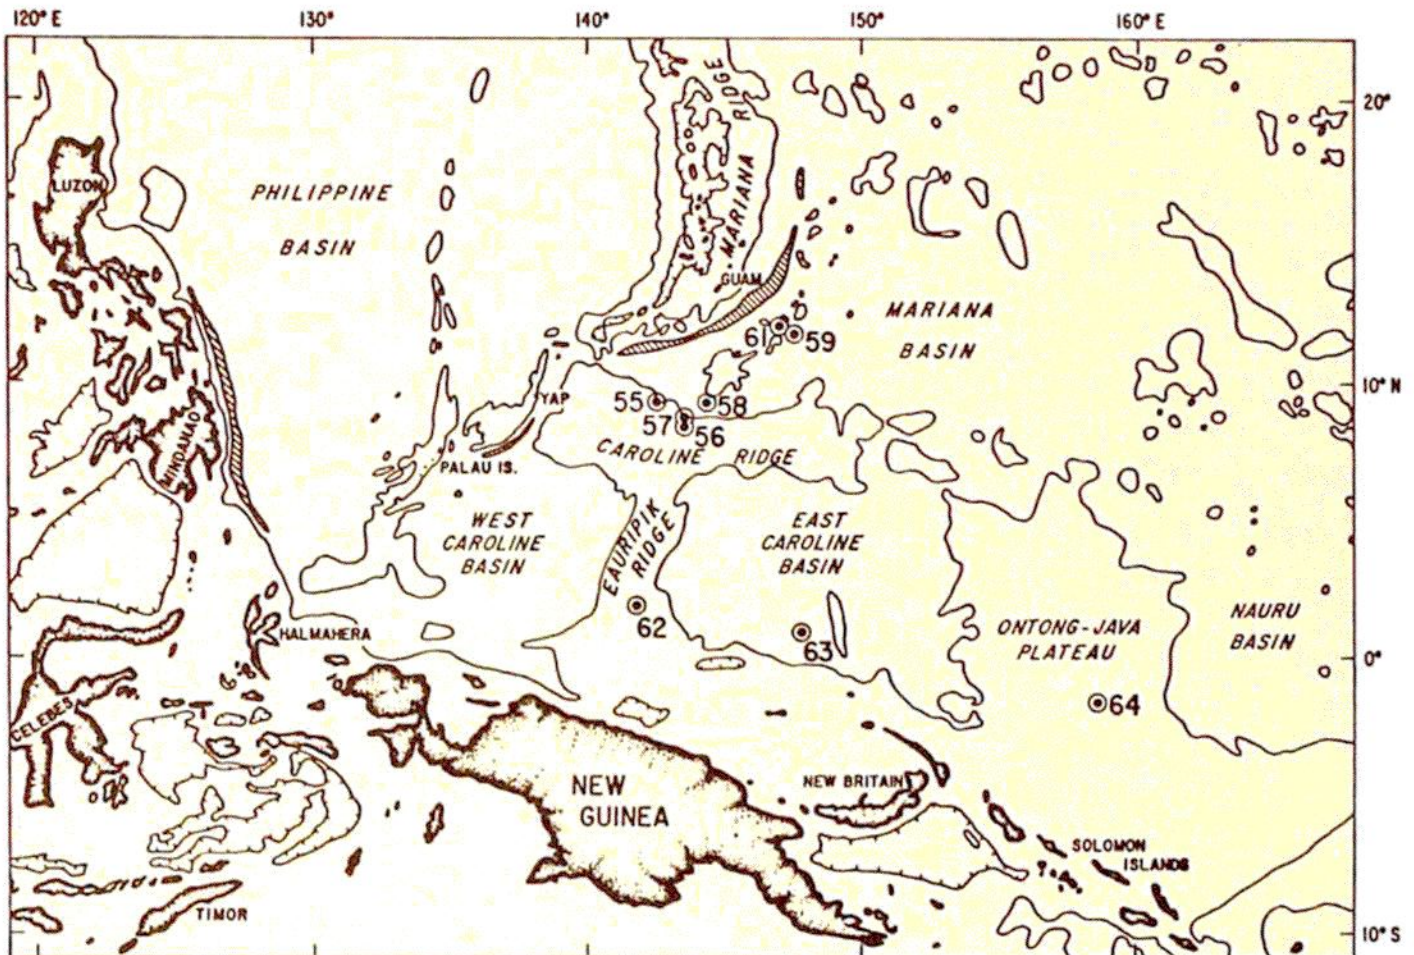 120° E
130°
140°
150°
160° E
RIDGE
20°
LUZON
PHILIPPINE
BASIN
MARIANA
GUAM
MARIANA
BASIN
61
59
10° N
YAP
55
58
57
56
CAROLINE RIDGE
MINDANAO
PALAU IS.
WEST
CAROLINE
BASIN
EAURIPIK
RIDGE
EAST
CAROLINE
BASIN
62
63
HALMAHERA
ONTONG-JAVA
PLATEAU
NAURU
BASIN
0°
64
CELEBES
NEW
GUINEA
NEW BRITAIN
SOLOMON
ISLANDS
TIMOR
10° S